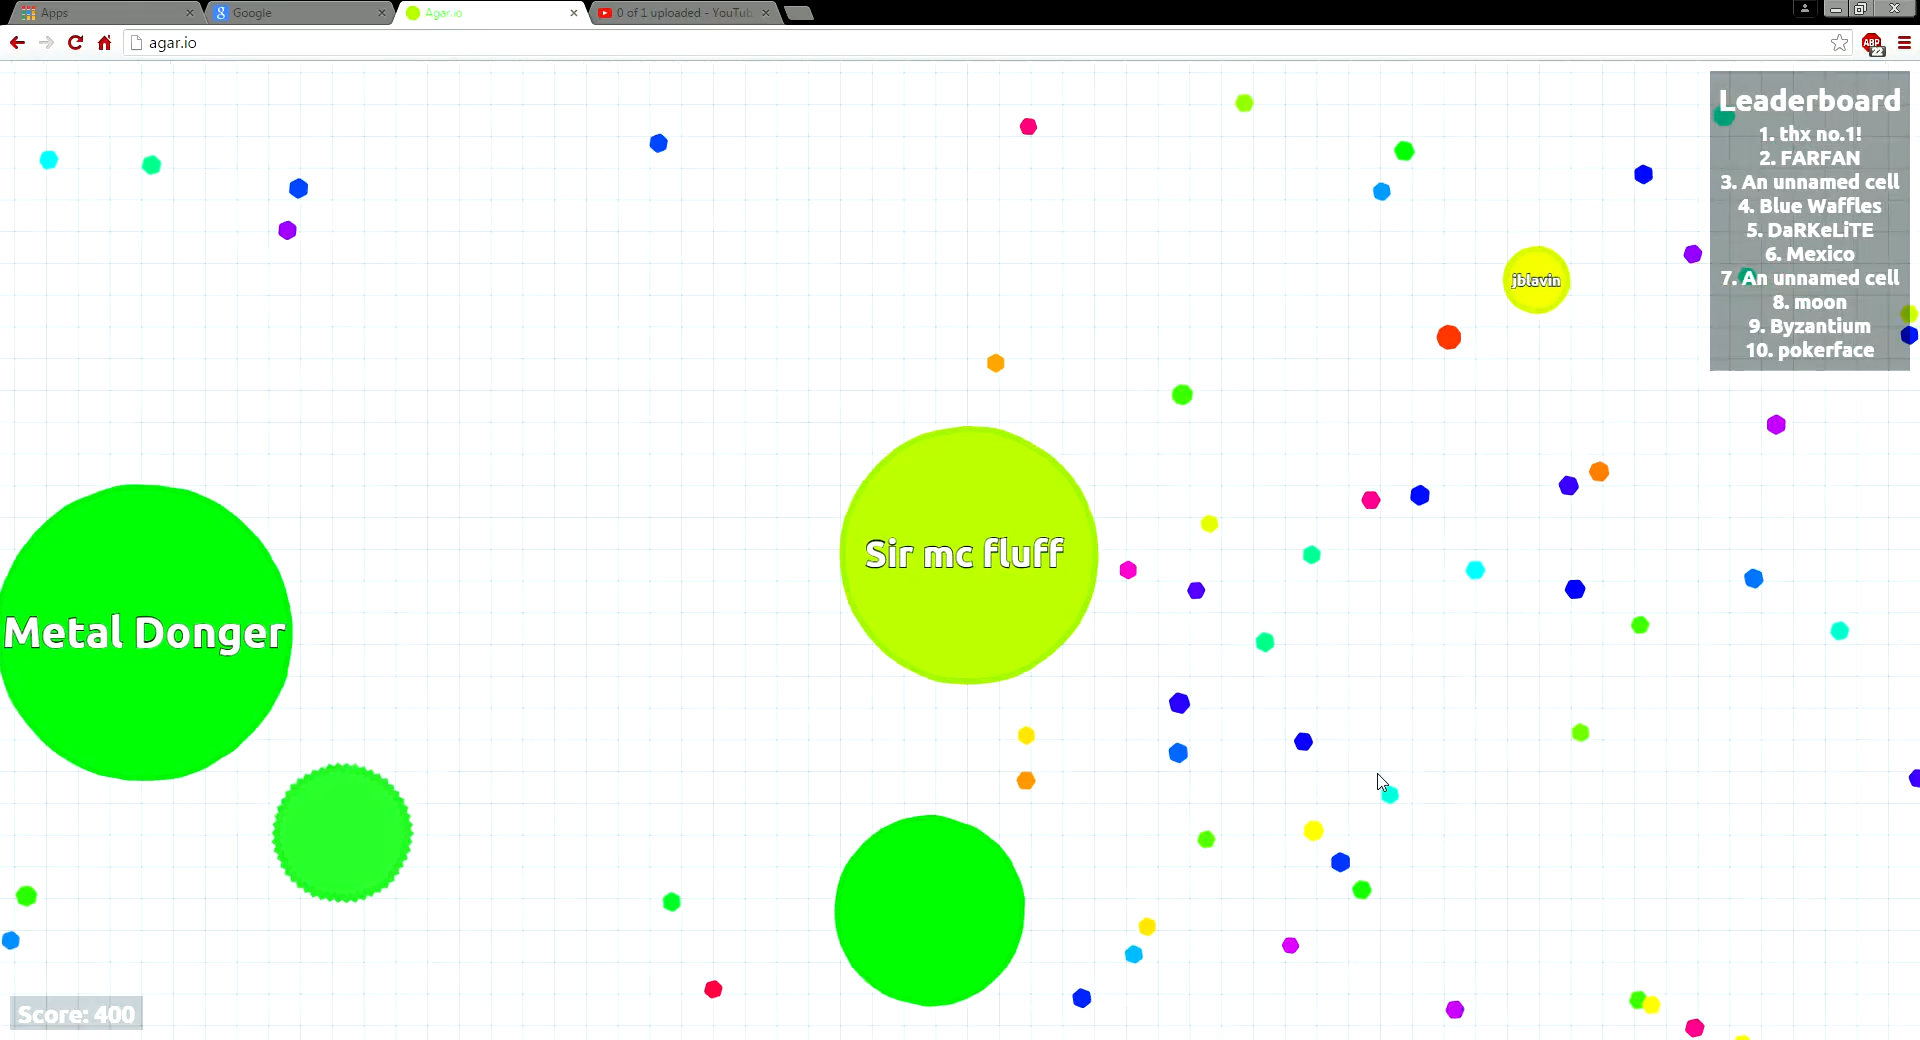 Apps
Google
Agar.io
0 of 1 uploaded - YouTub
agar.io
ABP
22
Leaderboard
1. thx no.1!
2. FARFAN
3. An unnamed cell
4. Blue Waffles
5. DaRKeLiTE
6. Mexico
7. An unnamed cell
8. moon
9. Byzantium
10. pokerface
jblavin
Sir mc fluff
Metal Donger
Score: 400